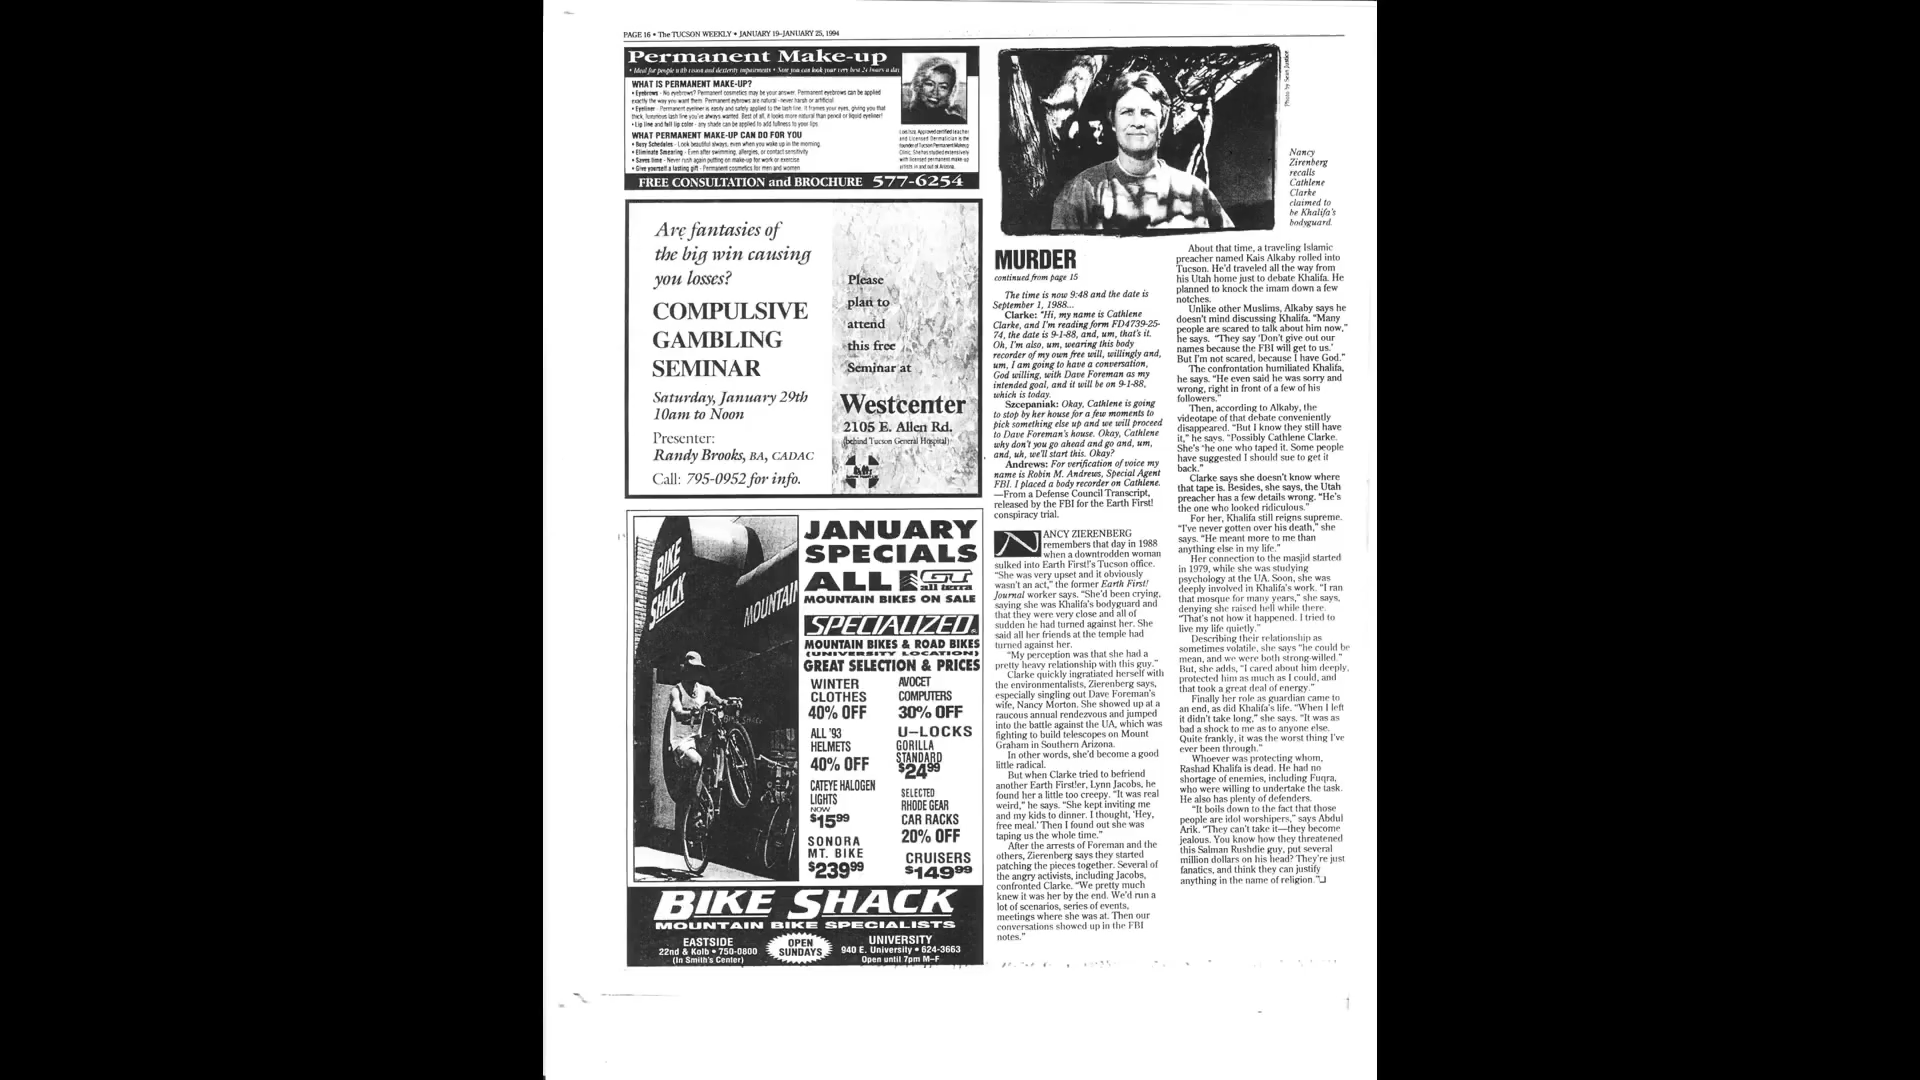 PAGE 16 • The TUCSON WEEKLY • JANUARY 19-JANUARY 25, 1994
Permanent Make-up
• Ideal for people with vision and dexterity impairments • Now you can look your very best 24 hours a day
WHAT IS PERMANENT MAKE-UP?
• Eyebrows - No eyebrows? Permanent cosmetics may be your answer. Permanent eyebrows can be applied
exactly the way you want them. Permanent eyebrows are natural - never harsh or artificial.
• Eyeliner - Permanent eyeliner is easily and safely applied to the lash line. It frames your eyes, giving you that
thick, luxurious lash line you've always wanted. Best of all, it looks more natural than pencil or liquid eyeliner!
• Lip line and full lip color - any shade can be applied to add fullness to your lips.
WHAT PERMANENT MAKE-UP CAN DO FOR YOU
• Busy Schedules - Look beautiful always, even when you wake up in the morning.
• Eliminate Smearing - Even after swimming, allergies, or contact sensitivity
• Saves time - Never rush again putting on make-up for work or exercise
• Give yourself a lasting gift - Permanent cosmetics for men and women
Approved certified teacher
and Licensed Dermatician is the
founder of Tucson Permanent Makeup
Clinic. She has studied extensively
with licensed permanent make-up
artists in and out of Arizona.
FREE CONSULTATION and BROCHURE 577-6254
Are fantasies of
the big win causing
you losses?
COMPULSIVE
GAMBLING
SEMINAR
Saturday, January 29th
10am to Noon
Presenter:
Randy Brooks, BA, CADAC
Call: 795-0952 for info.
Please
plan to
attend
this free
Seminar at
Westcenter
2105 E. Allen Rd.
(behind Tucson General Hospital)
BIKE
SHACK
MOUNTAIN
JANUARY
SPECIALS
ALL GT
all terra
MOUNTAIN BIKES ON SALE
SPECIALIZED
MOUNTAIN BIKES & ROAD BIKES
(UNIVERSITY LOCATION)
GREAT SELECTION & PRICES
WINTER
CLOTHES
40% OFF
ALL '93
HELMETS
40% OFF
CATEYE HALOGEN
LIGHTS
NOW
$15.99
SONORA
MT. BIKE
$239.99
AVOCET
COMPUTERS
30% OFF
U-LOCKS
GORILLA
STANDARD
$24.99
SELECTED
RHODE GEAR
CAR RACKS
20% OFF
CRUISERS
$149.99
BIKE SHACK
MOUNTAIN BIKE SPECIALISTS
EASTSIDE
22nd & Kolb • 750-0800
(In Smith's Center)
OPEN
SUNDAYS
UNIVERSITY
940 E. University • 624-3663
Open until 7pm M-F
Photo by Sean Justice
Nancy
Zirenberg
recalls
Cathlene
Clarke
claimed to
be Khalifa's
bodyguard.
MURDER
continued from page 15
The time is now 9:48 and the date is
September 1, 1988...
Clarke: "Hi, my name is Cathlene
Clarke, and I'm reading form FD4739-25-
74, the date is 9-1-88, and, um, that's it.
Oh, I'm also, um, wearing this body
recorder of my own free will, willingly and,
um, I am going to have a conversation,
God willing, with Dave Foreman as my
intended goal, and it will be on 9-1-88,
which is today.
Szcepaniak: Okay, Cathlene is going
to stop by her house for a few moments to
pick something else up and we will proceed
to Dave Foreman's house. Okay, Cathlene
why don't you go ahead and go and, um,
and, uh, we'll start this. Okay?
Andrews: For verification of voice my
name is Robin M. Andrews, Special Agent
FBI. I placed a body recorder on Cathlene.
—From a Defense Council Transcript,
released by the FBI for the Earth First!
conspiracy trial.
NANCY ZIERENBERG
remembers that day in 1988
when a downtrodden woman
sulked into Earth First!'s Tucson office.
"She was very upset and it obviously
wasn't an act," the former Earth First!
Journal worker says. "She'd been crying,
saying she was Khalifa's bodyguard and
that they were very close and all of
sudden he had turned against her. She
said all her friends at the temple had
turned against her.
"My perception was that she had a
pretty heavy relationship with this guy."
Clarke quickly ingratiated herself with
the environmentalists, Zierenberg says,
especially singling out Dave Foreman's
wife, Nancy Morton. She showed up at a
raucous annual rendezvous and jumped
into the battle against the UA, which was
fighting to build telescopes on Mount
Graham in Southern Arizona.
In other words, she'd become a good
little radical.
But when Clarke tried to befriend
another Earth First!er, Lynn Jacobs, he
found her a little too creepy. "It was real
weird," he says. "She kept inviting me
and my kids to dinner. I thought, 'Hey,
free meal.' Then I found out she was
taping us the whole time."
After the arrests of Foreman and the
others, Zierenberg says they started
patching the pieces together. Several of
the angry activists, including Jacobs,
confronted Clarke. "We pretty much
knew it was her by the end. We'd run a
lot of scenarios, series of events,
meetings where she was at. Then our
conversations showed up in the FBI
notes."
About that time, a traveling Islamic
preacher named Kais Alkaby rolled into
Tucson. He'd traveled all the way from
his Utah home just to debate Khalifa. He
planned to knock the imam down a few
notches.
Unlike other Muslims, Alkaby says he
doesn't mind discussing Khalifa. "Many
people are scared to talk about him now,"
he says. "They say 'Don't give out our
names because the FBI will get to us.'
But I'm not scared, because I have God."
The confrontation humiliated Khalifa,
he says. "He even said he was sorry and
wrong, right in front of a few of his
followers."
Then, according to Alkaby, the
videotape of that debate conveniently
disappeared. "But I know they still have
it," he says. "Possibly Cathlene Clarke.
She's the one who taped it. Some people
have suggested I should sue to get it
back."
Clarke says she doesn't know where
that tape is. Besides, she says, the Utah
preacher has a few details wrong. "He's
the one who looked ridiculous."
For her, Khalifa still reigns supreme.
"I've never gotten over his death," she
says. "He meant more to me than
anything else in my life."
Her connection to the masjid started
in 1979, while she was studying
psychology at the UA. Soon, she was
deeply involved in Khalifa's work. "I ran
that mosque for many years," she says,
denying she raised hell while there.
"That's not how it happened. I tried to
live my life quietly."
Describing their relationship as
sometimes volatile, she says "he could be
mean, and we were both strong-willed."
But, she adds, "I cared about him deeply,
protected him as much as I could, and
that took a great deal of energy."
Finally her role as guardian came to
an end, as did Khalifa's life. "When I left
it didn't take long," she says. "It was as
bad a shock to me as to anyone else.
Quite frankly, it was the worst thing I've
ever been through."
Whoever was protecting whom,
Rashad Khalifa is dead. He had no
shortage of enemies, including Fuqra,
who were willing to undertake the task.
He also has plenty of defenders.
"It boils down to the fact that those
people are idol worshipers," says Abdul
Arik. "They can't take it—they become
jealous. You know how they threatened
this Salman Rushdie guy, put several
million dollars on his head? They're just
fanatics, and think they can justify
anything in the name of religion."